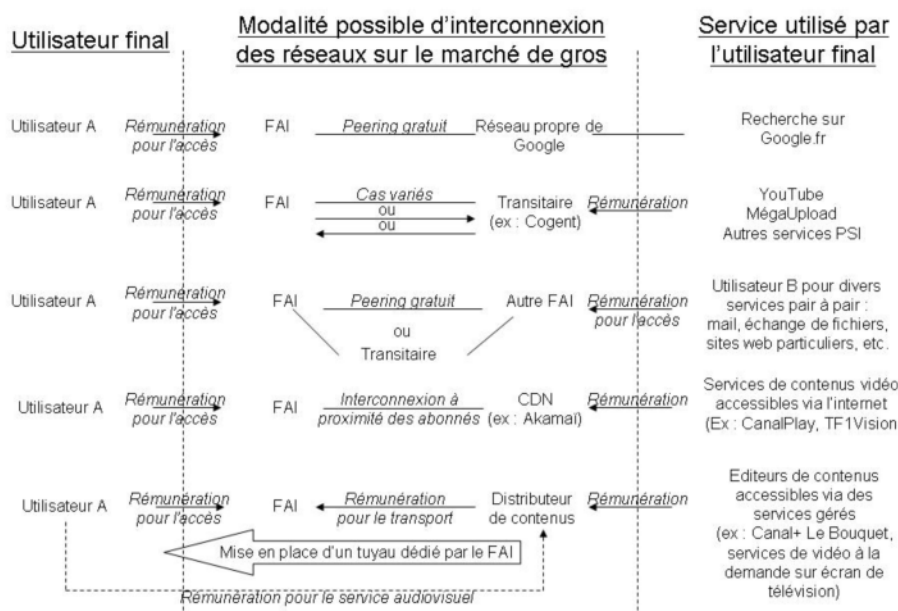 Utilisateur final
Modalité possible d'interconnexion
des réseaux sur le marché de gros
Service utilisé par
l'utilisateur final
Utilisateur A
Rémunération
pour l'accès
FAI
Peering gratuit
Réseau propre de
Google
Recherche sur
Google.fr
Utilisateur A
Rémunération
pour l'accès
FAI
Cas variés
ou
ou
Transitaire
(ex : Cogent)
Rémunération
YouTube
MégaUpload
Autres services PSI
Utilisateur A
Rémunération
pour l'accès
FAI
Peering gratuit
ou
Transitaire
Autre FAI
Rémunération
pour l'accès
Utilisateur B pour divers
services pair à pair :
mail, échange de fichiers,
sites web particuliers, etc.
Utilisateur A
Rémunération
pour l'accès
FAI
Interconnexion à
proximité des abonnés
CDN
(ex : Akamai)
Rémunération
Services de contenus vidéo
accessibles via l'internet
(Ex : CanalPlay, TF1Vision
Utilisateur A
Rémunération
pour l'accès
FAI
Rémunération
pour le transport
Distributeur
de contenus
Rémunération
Editeurs de contenus
accessibles via des
services gérés
(ex : Canal+ Le Bouquet,
services de vidéo à la
demande sur écran de
télévision)
Mise en place d'un tuyau dédié par le FAI
Rémunération pour le service audiovisuel